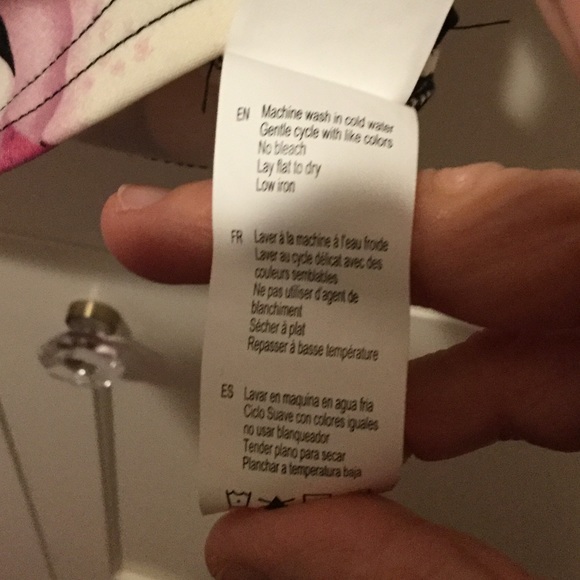 EN Machine wash in cold water
Gentle cycle with like colors
No bleach
Lay flat to dry
Low iron
FR Laver à la machine à l'eau froide
Laver au cycle délicat avec des
couleurs semblables
Ne pas utiliser d'agent de
blanchiment
Sécher à plat
Repasser à basse température
ES Lavar en maquina en agua fria
Ciclo Suave con colores iguales
no usar blanqueador
Tender plano para secar
Planchar a temperatura baja